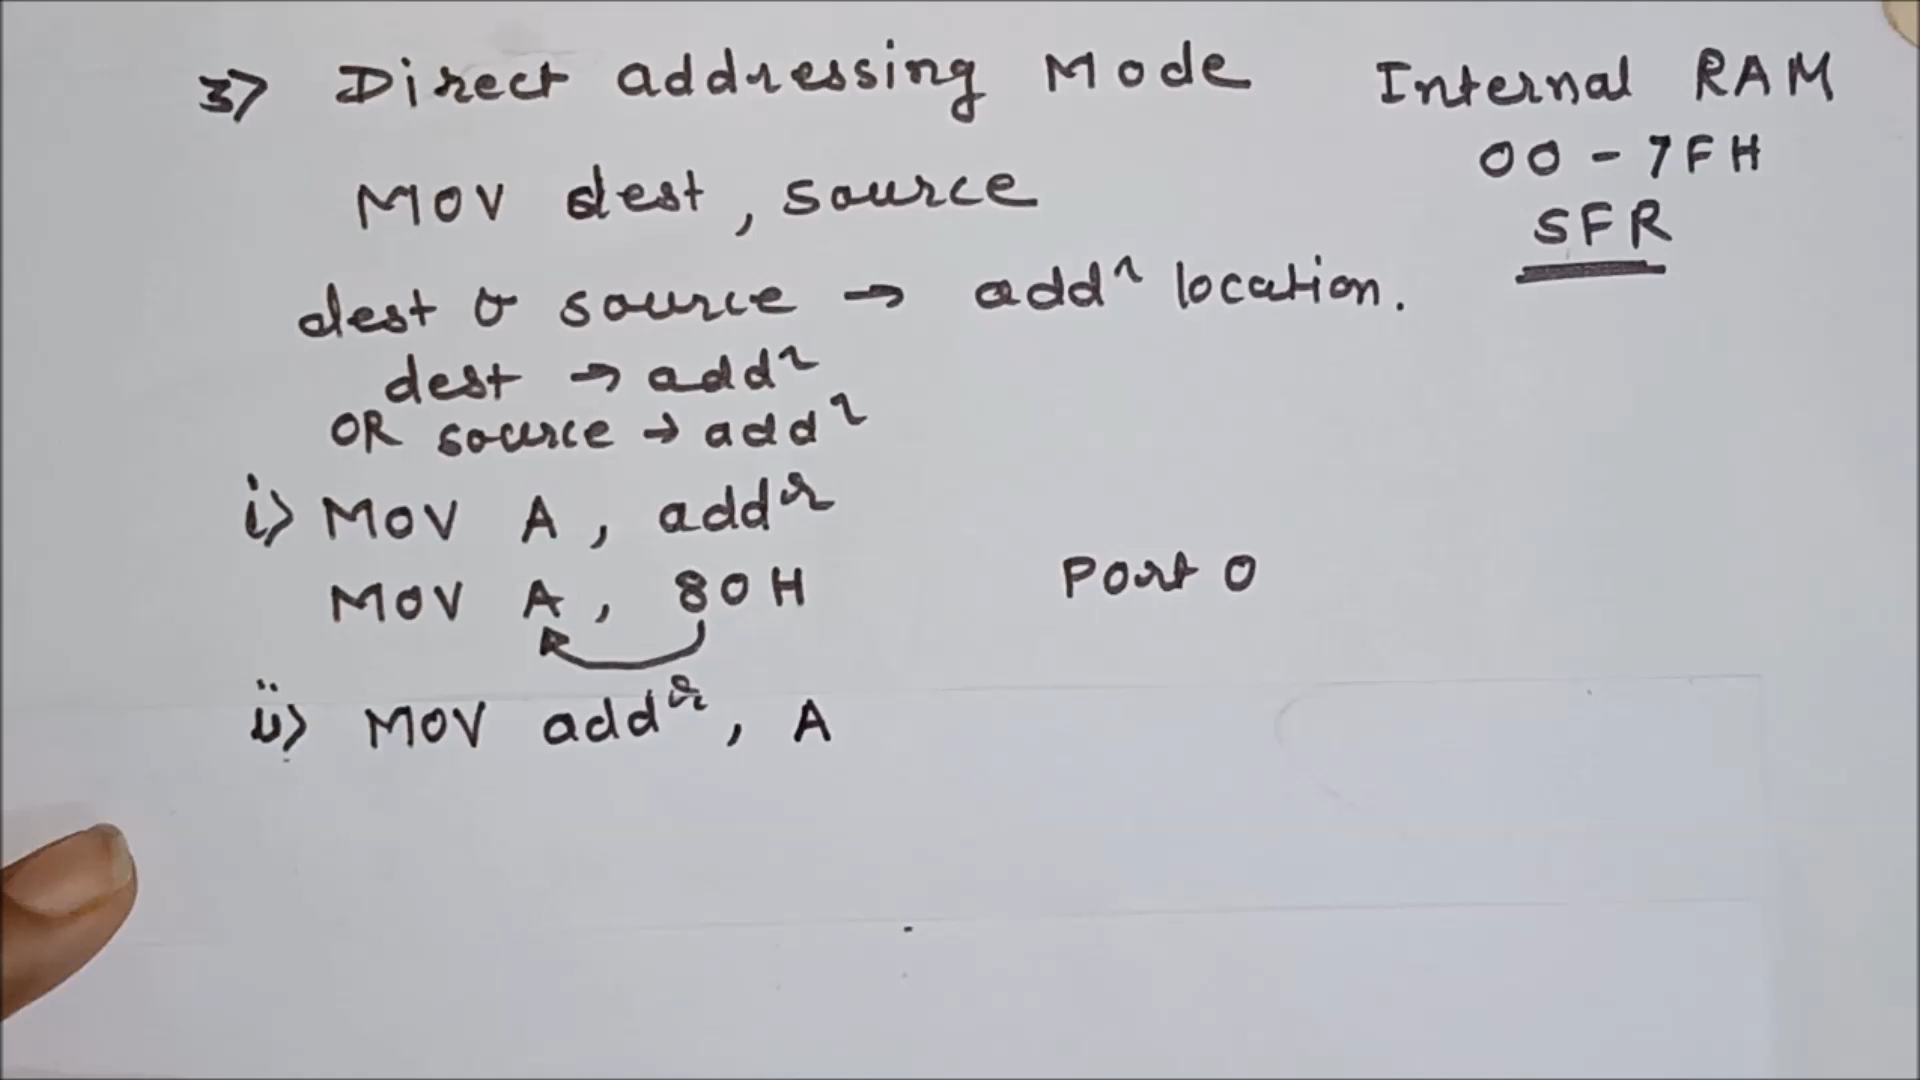 3) Direct addressing Mode
Internal RAM
00 - 7FH
SFR
MOV dest, source
dest & source → addr location.
dest → addr
OR source → addr
i) MOV A, addr
MOV A, 80H
Port 0
ii) MOV addr, A